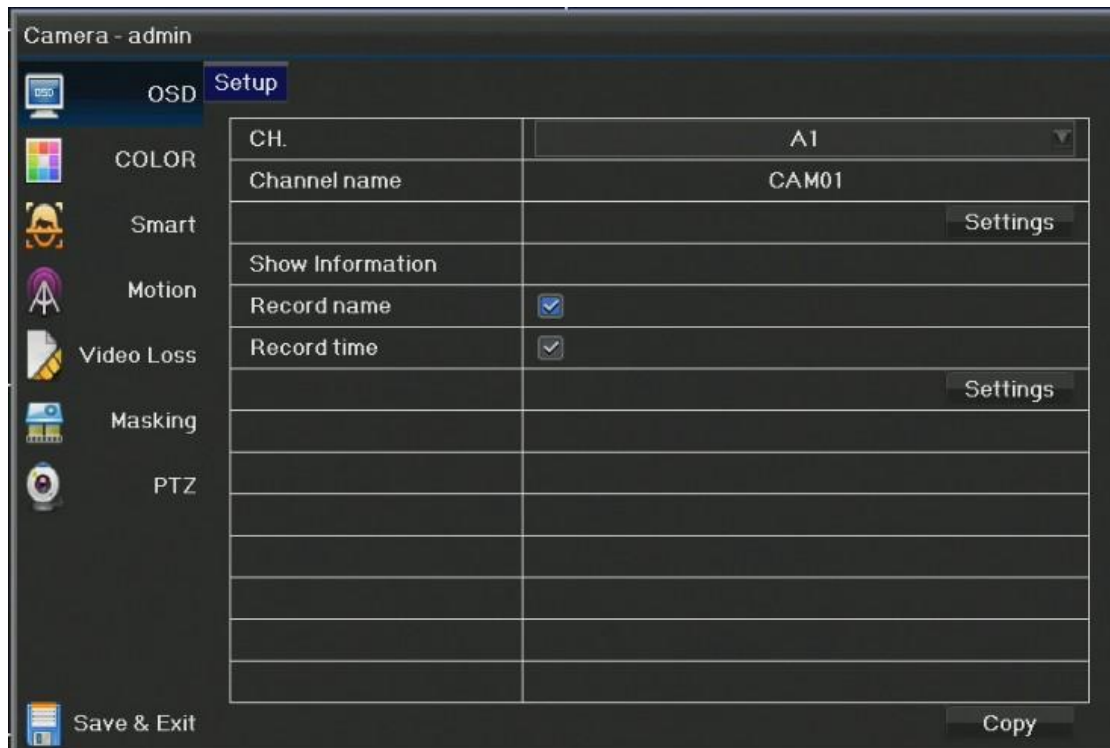 Camera - admin
OSD
Setup
CH.
A1
COLOR
Channel name
CAM01
Smart
Settings
Show Information
Motion
Record name
Record time
Video Loss
Settings
Masking
PTZ
Save & Exit
Copy